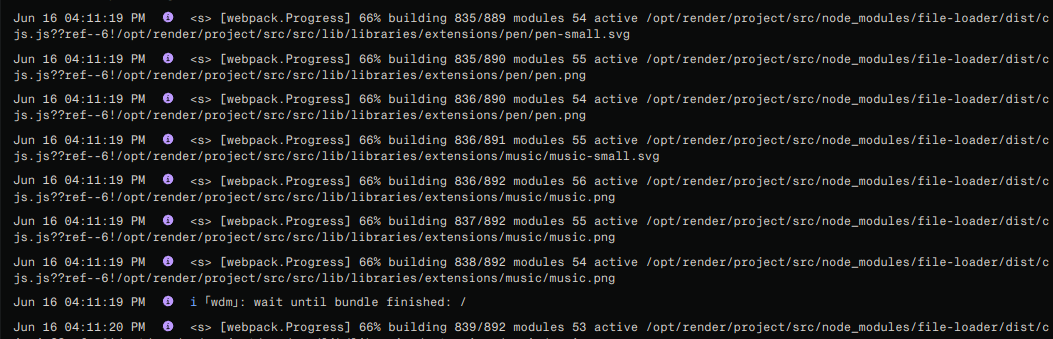 Jun 16 04:11:19 PM i <s> [webpack.Progress] 66% building 835/889 modules 54 active /opt/render/project/src/node_modules/file-loader/dist/c
js.js??ref--6!/opt/render/project/src/src/lib/libraries/extensions/pen/pen-small.svg
Jun 16 04:11:19 PM i <s> [webpack.Progress] 66% building 835/890 modules 55 active /opt/render/project/src/node_modules/file-loader/dist/c
js.js??ref--6!/opt/render/project/src/src/lib/libraries/extensions/pen/pen.png
Jun 16 04:11:19 PM i <s> [webpack.Progress] 66% building 836/890 modules 54 active /opt/render/project/src/node_modules/file-loader/dist/c
js.js??ref--6!/opt/render/project/src/src/lib/libraries/extensions/pen/pen.png
Jun 16 04:11:19 PM i <s> [webpack.Progress] 66% building 836/891 modules 55 active /opt/render/project/src/node_modules/file-loader/dist/c
js.js??ref--6!/opt/render/project/src/src/lib/libraries/extensions/music/music-small.svg
Jun 16 04:11:19 PM i <s> [webpack.Progress] 66% building 836/892 modules 56 active /opt/render/project/src/node_modules/file-loader/dist/c
js.js??ref--6!/opt/render/project/src/src/lib/libraries/extensions/music/music.png
Jun 16 04:11:19 PM i <s> [webpack.Progress] 66% building 837/892 modules 55 active /opt/render/project/src/node_modules/file-loader/dist/c
js.js??ref--6!/opt/render/project/src/src/lib/libraries/extensions/music/music.png
Jun 16 04:11:19 PM i <s> [webpack.Progress] 66% building 838/892 modules 54 active /opt/render/project/src/node_modules/file-loader/dist/c
js.js??ref--6!/opt/render/project/src/src/lib/libraries/extensions/music/music.png
Jun 16 04:11:19 PM i i ｢wdm｣: wait until bundle finished: /
Jun 16 04:11:20 PM i <s> [webpack.Progress] 66% building 839/892 modules 53 active /opt/render/project/src/node_modules/file-loader/dist/c